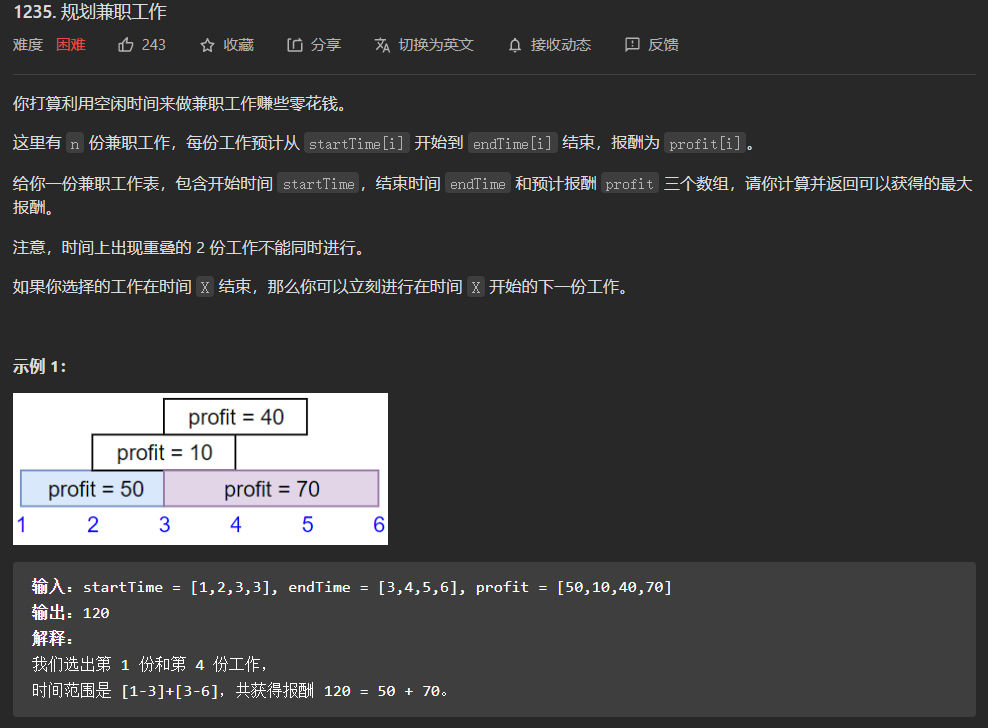 1235. 规划兼职工作
难度 困难 243 收藏 分享 切换为英文 接收动态 反馈
你打算利用空闲时间来做兼职工作赚些零花钱。
这里有 n 份兼职工作，每份工作预计从 startTime[i] 开始到 endTime[i] 结束，报酬为 profit[i]。
给你一份兼职工作表，包含开始时间 startTime，结束时间 endTime 和预计报酬 profit 三个数组，请你计算并返回可以获得的最大
报酬。
注意，时间上出现重叠的 2 份工作不能同时进行。
如果你选择的工作在时间 X 结束，那么你可以立刻进行在时间 X 开始的下一份工作。
示例 1：
profit = 40
profit = 10
profit = 50 profit = 70
1 2 3 4 5 6
输入：startTime = [1,2,3,3], endTime = [3,4,5,6], profit = [50,10,40,70]
输出：120
解释：
我们选出第 1 份和第 4 份工作，
时间范围是 [1-3]+[3-6]，共获得报酬 120 = 50 + 70。